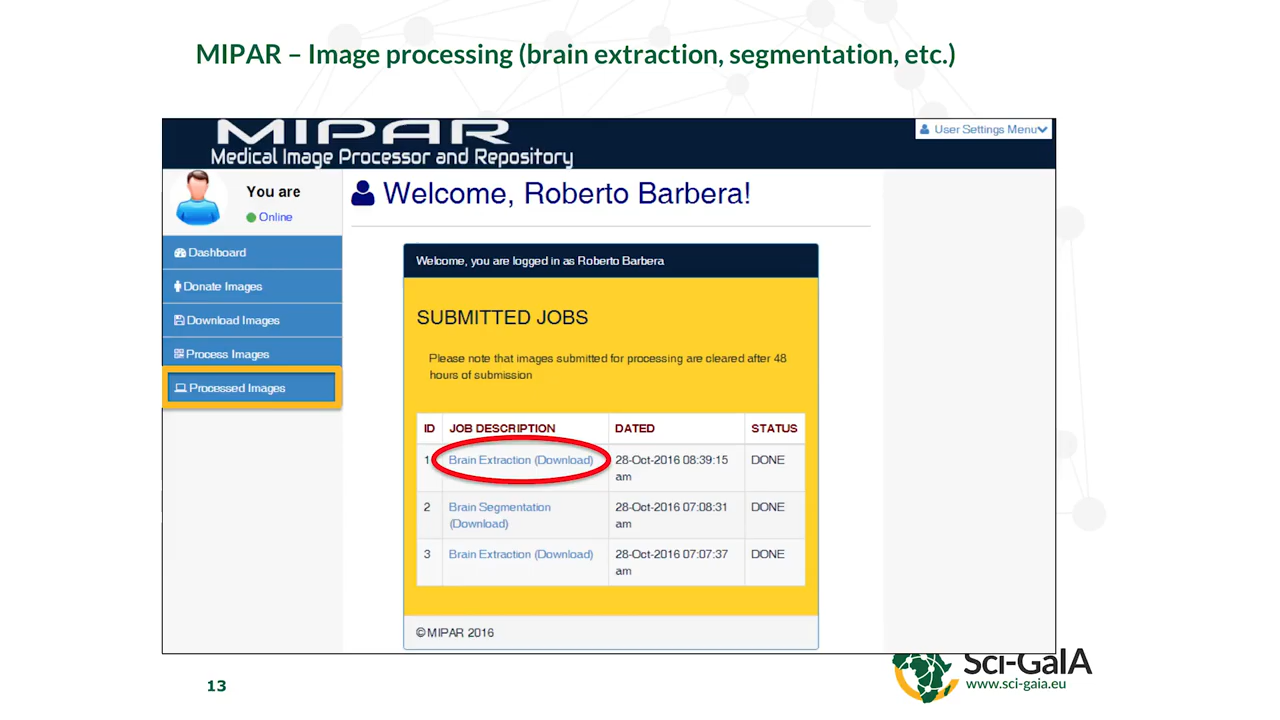 MIPAR – Image processing (brain extraction, segmentation, etc.)
MIPAR
Medical Image Processor and Repository
User Settings Menu
You are
Online
Welcome, Roberto Barbera!
Dashboard
Donate Images
Download Images
Process Images
Processed Images
Welcome, you are logged in as Roberto Barbera
SUBMITTED JOBS
Please note that images submitted for processing are cleared after 48
hours of submission
ID JOB DESCRIPTION DATED STATUS
1 Brain Extraction (Download) 28-Oct-2016 08:39:15 DONE
am
2 Brain Segmentation 28-Oct-2016 07:08:31 DONE
(Download) am
3 Brain Extraction (Download) 28-Oct-2016 07:07:37 DONE
am
©MIPAR 2016
13
Sci-GaIA
www.sci-gaia.eu